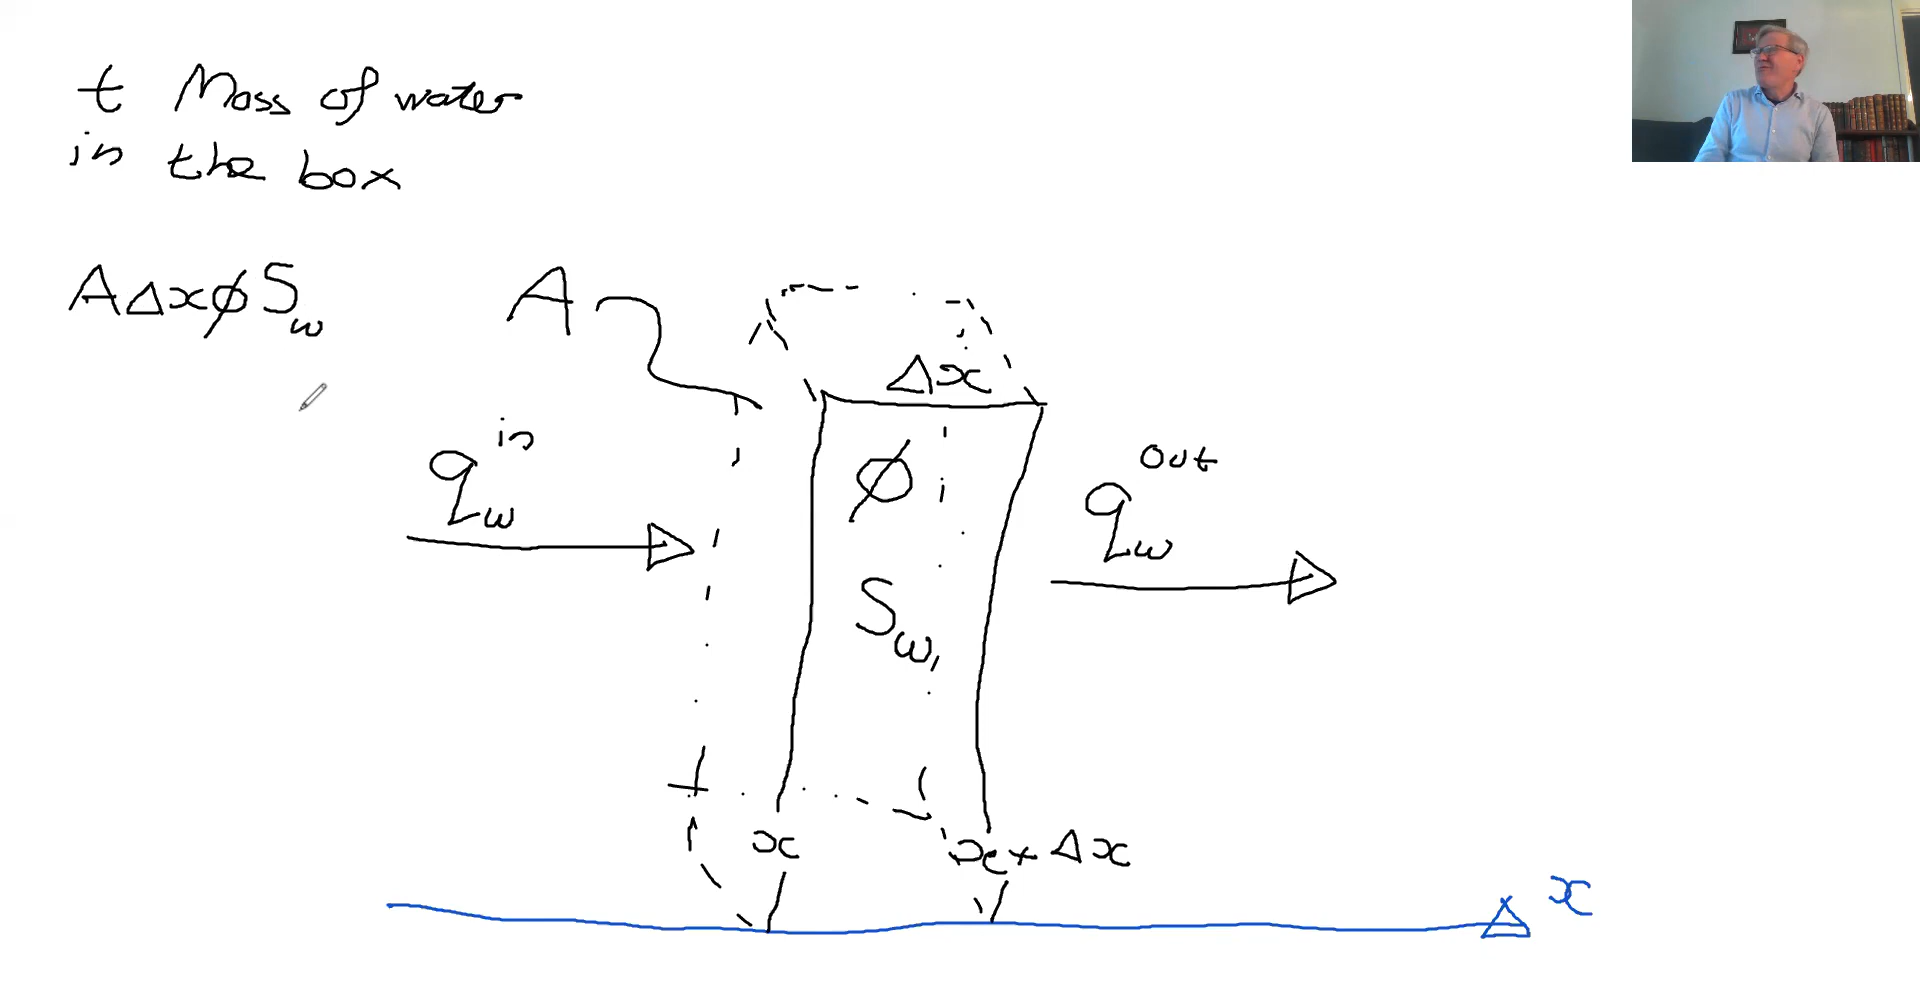 t Mass of water
in the box
AΔxϕS_w
A
Δx
ϕ
S_w
q_w^in
q_w^out
x
x + Δx
x